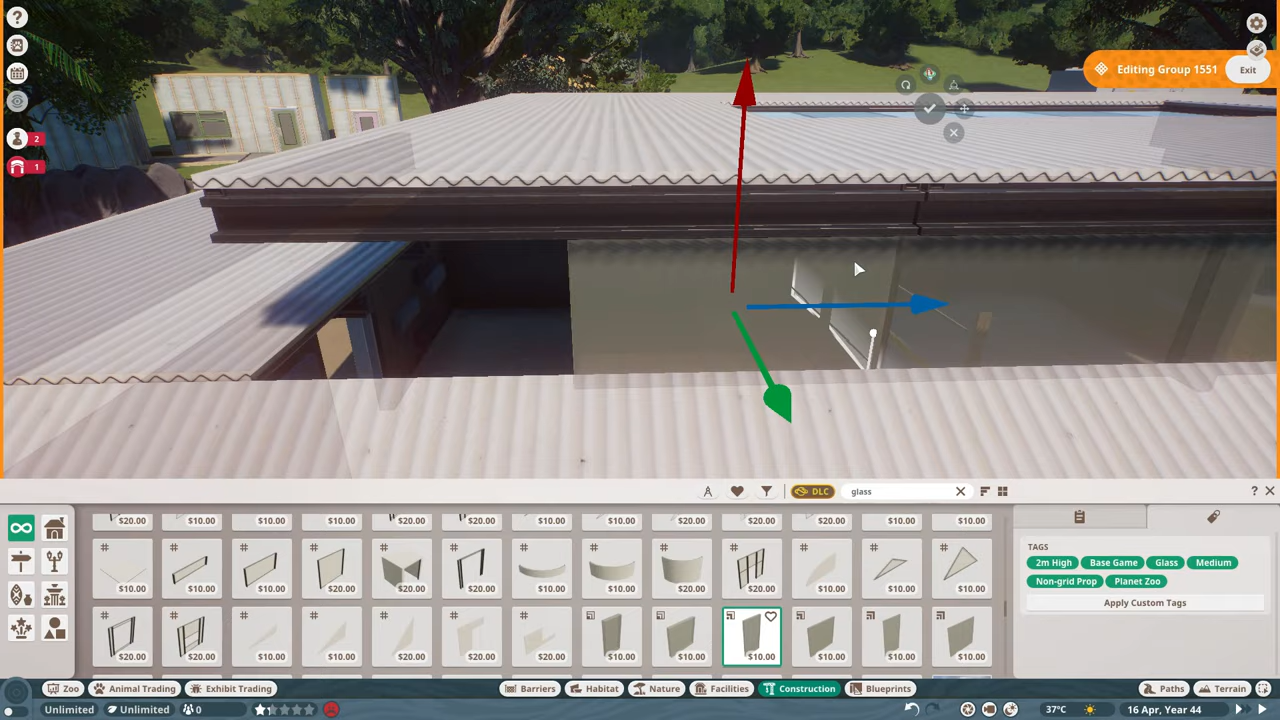 ?
Editing Group 1551
Exit
2
1
DLC
glass
?
$20.00 $10.00 $10.00 $10.00 $20.00 $20.00 $10.00 $10.00 $20.00 $10.00 $20.00 $10.00 $10.00
$10.00 $10.00 $10.00 $20.00 $20.00 $20.00 $10.00 $10.00 $20.00 $20.00 $10.00 $10.00 $10.00
$20.00 $20.00 $10.00 $10.00 $20.00 $20.00 $20.00 $10.00 $10.00 $10.00 $10.00 $10.00 $10.00
TAGS
2m High Base Game Glass Medium
Non-grid Prop Planet Zoo
Apply Custom Tags
Zoo Animal Trading Exhibit Trading Barriers Habitat Nature Facilities Construction Blueprints Paths Terrain
Unlimited Unlimited 0 37°C 16 Apr, Year 44